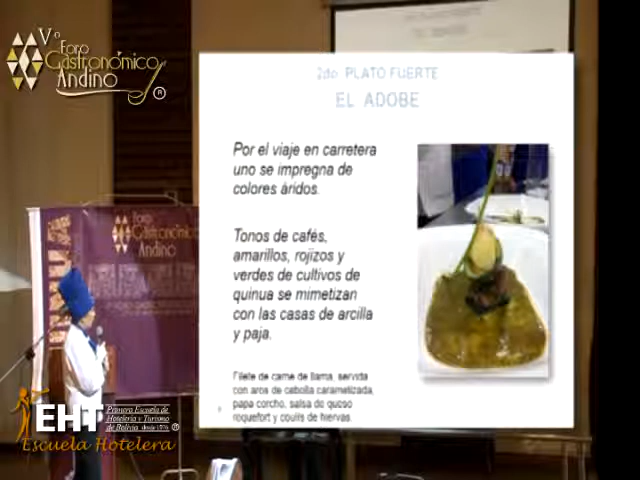 Vº
Foro
Gastronómico
Andino
®
2do. PLATO FUERTE
EL ADOBE
Por el viaje en carretera
uno se impregna de
colores áridos.
Tonos de cafés,
amarillos, rojizos y
verdes de cultivos de
quinua se mimetizan
con las casas de arcilla
y paja.
Filete de carne de llama, servida
con aros de cebolla caramelizada,
papa corcho, salsa de queso
roquefort y coulis de hiervas.
Foro
Gastronómico
Andino
EHT
Primera Escuela de
Hotelería y Turismo
de Bolivia
®
Escuela Hotelera